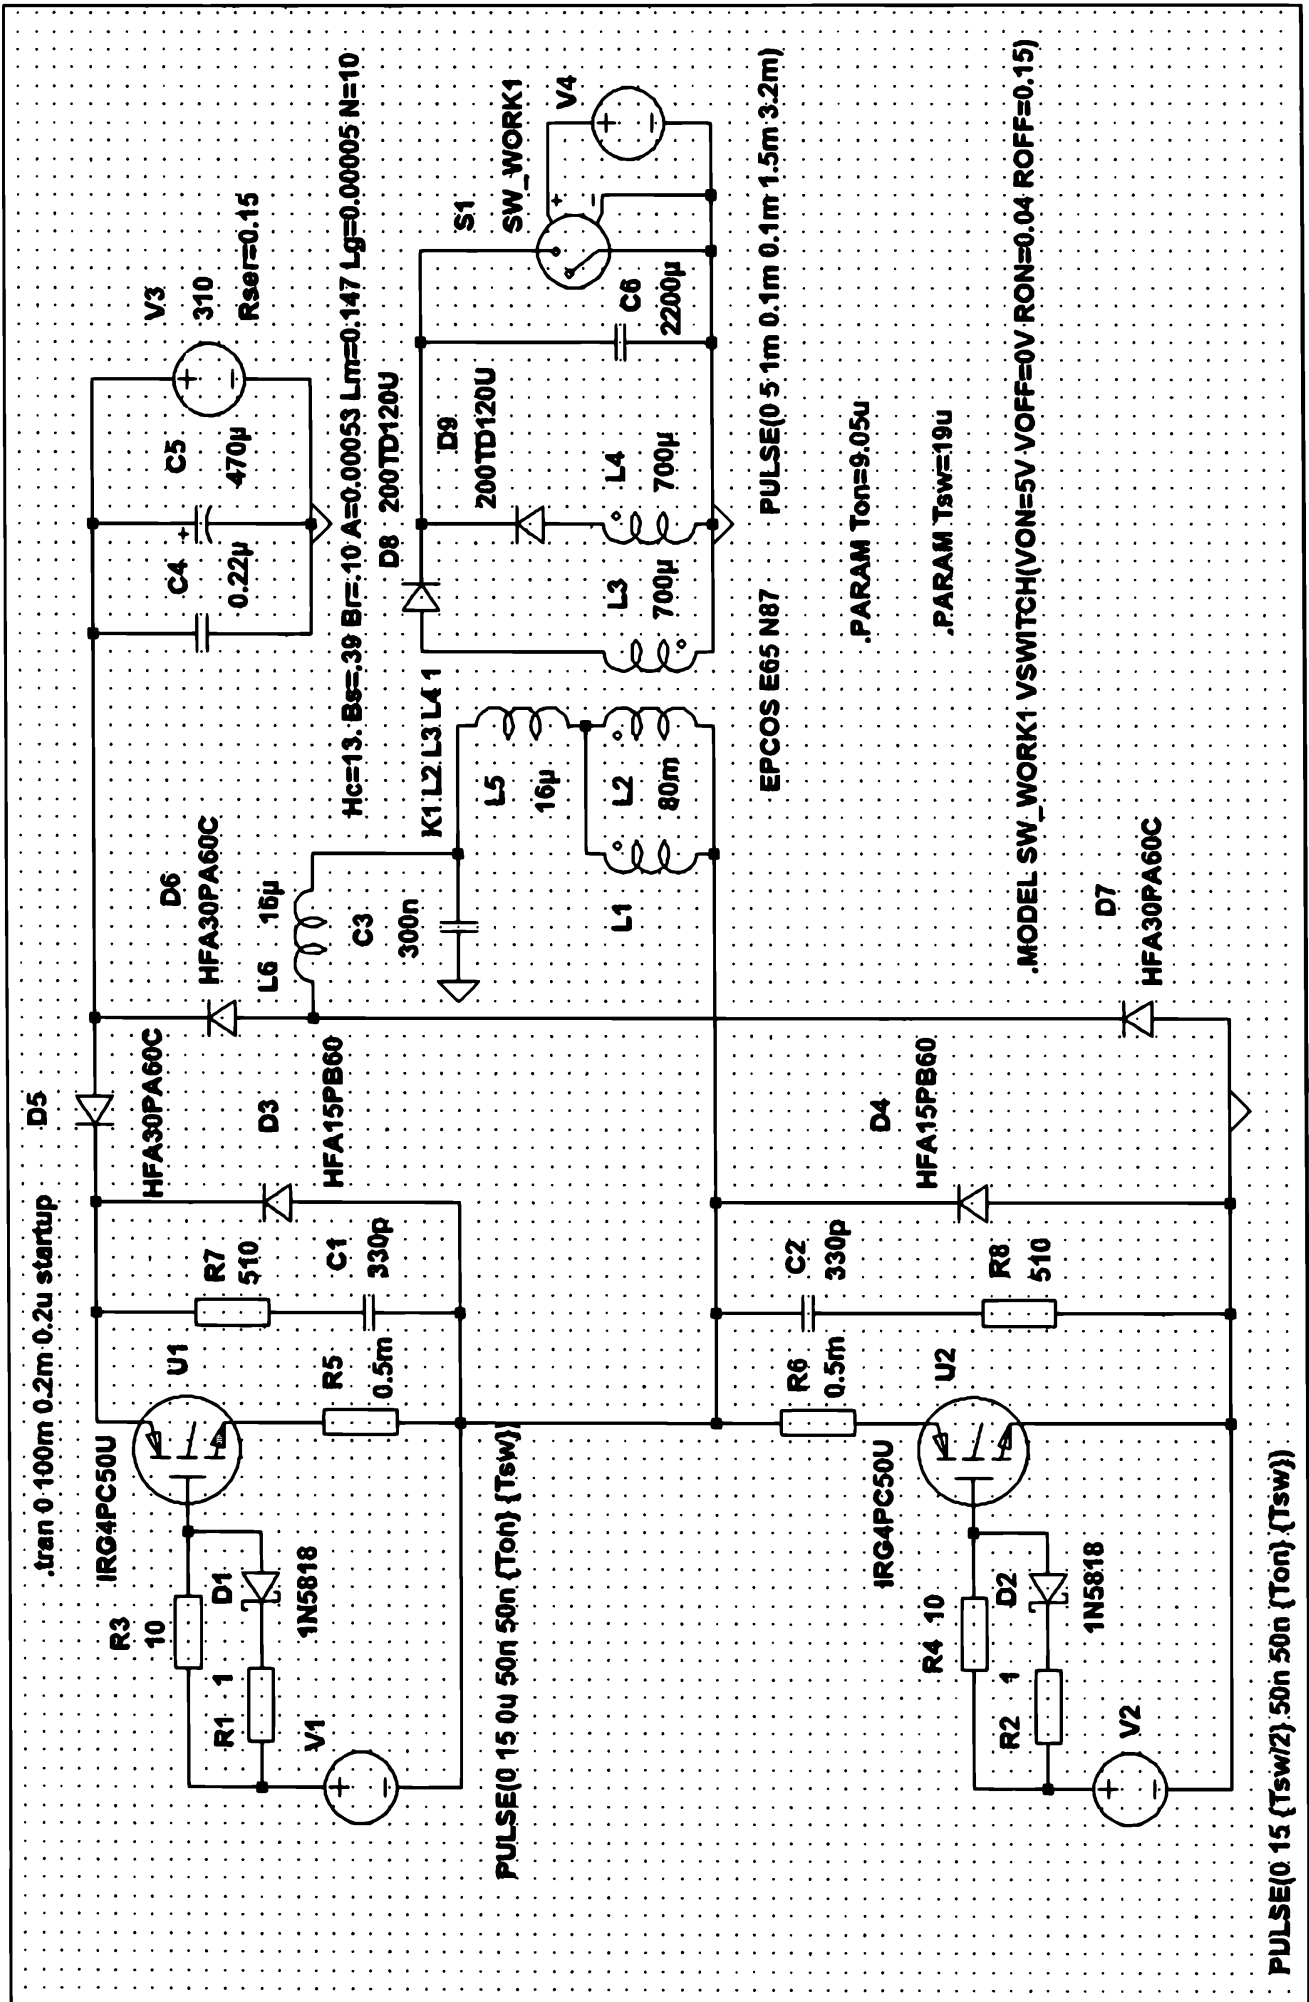 .tran 0 100m 0.2m 0.2u startup
D5
HFA30PA60C
IRG4PC50U
U1
R3
10
D1
1N5818
R1 1
V1
PULSE(0 15 0u 50n 50n {Ton} {Tsw})
R7
510
C1
330p
R5
0.5m
D3
HFA15PB60
D6
HFA30PA60C
L6 16µ
C3
300n
C4
0.22µ
C5
470µ
V3
310
Rser=0.15
Hc=13. Bs=.39 Br=.10 A=0.00053 Lm=0.147 Lg=0.00005 N=10
K1 L2 L3 L4 1
L5
16µ
L1
L2
80m
D8 200TD120U
D9
200TD120U
L3
700µ
L4
700µ
C6
2200µ
S1
SW_WORK1
+
−
V4
EPCOS E65 N87
PULSE(0 5 1m 0.1m 0.1m 1.5m 3.2m)
.PARAM Ton=9.05u
.PARAM Tsw=19u
.MODEL SW_WORK1 VSWITCH(VON=5V VOFF=0V RON=0.04 ROFF=0.15)
R6
0.5m
C2
330p
R8
510
D4
HFA15PB60
D7
HFA30PA60C
IRG4PC50U
U2
R4 10
D2
1N5818
R2 1
V2
PULSE(0 15 {Tsw/2} 50n 50n {Ton} {Tsw})